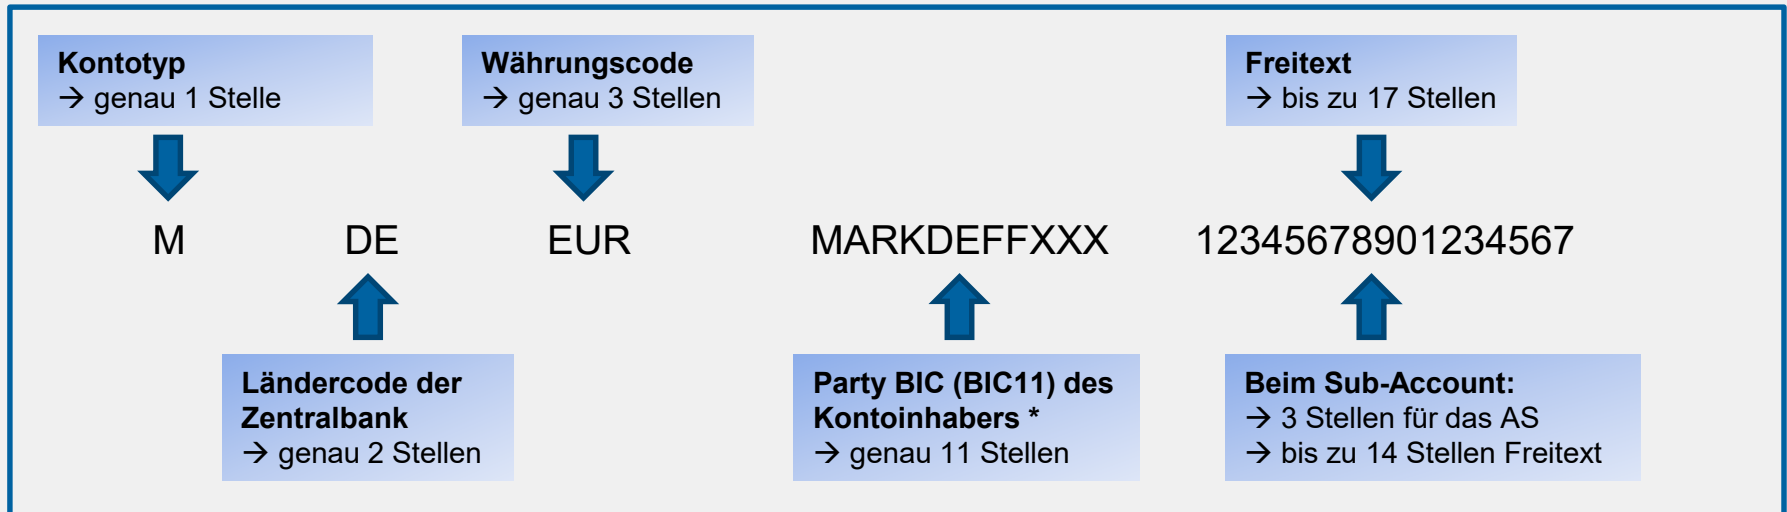 Kontotyp
→ genau 1 Stelle
Währungscode
→ genau 3 Stellen
Freitext
→ bis zu 17 Stellen
M DE EUR MARKDEFFXXX 12345678901234567
Ländercode der
Zentralbank
→ genau 2 Stellen
Party BIC (BIC11) des
Kontoinhabers *
→ genau 11 Stellen
Beim Sub-Account:
→ 3 Stellen für das AS
→ bis zu 14 Stellen Freitext